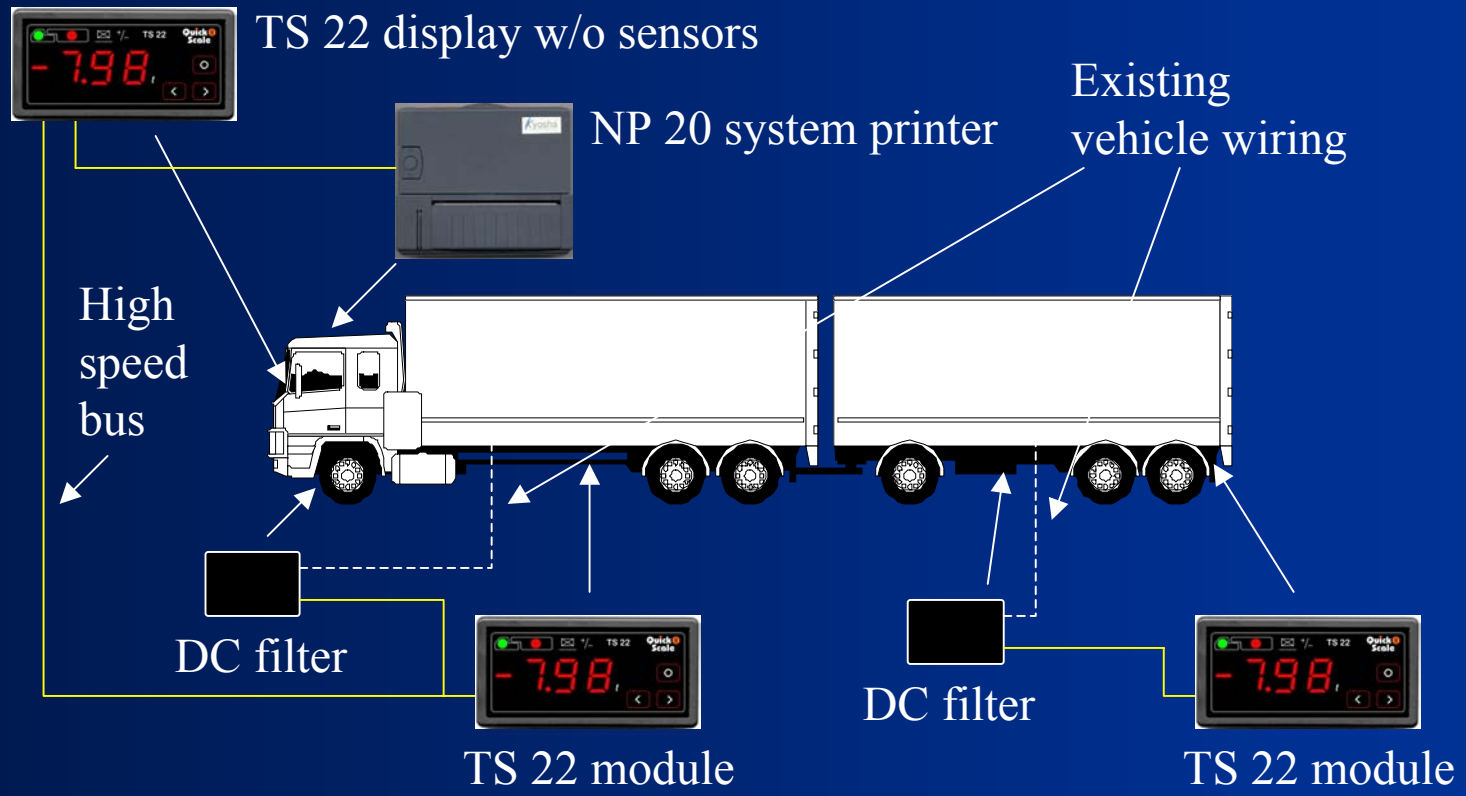 TS 22
Quick
Scale
- 7.98 t
TS 22 display w/o sensors
Kyosha
NP 20 system printer
Existing
vehicle wiring
High
speed
bus
DC filter
+/- TS 22
Quick
Scale
- 7.98 t
TS 22 module
DC filter
+/- TS 22
Quick
Scale
- 7.98 t
TS 22 module